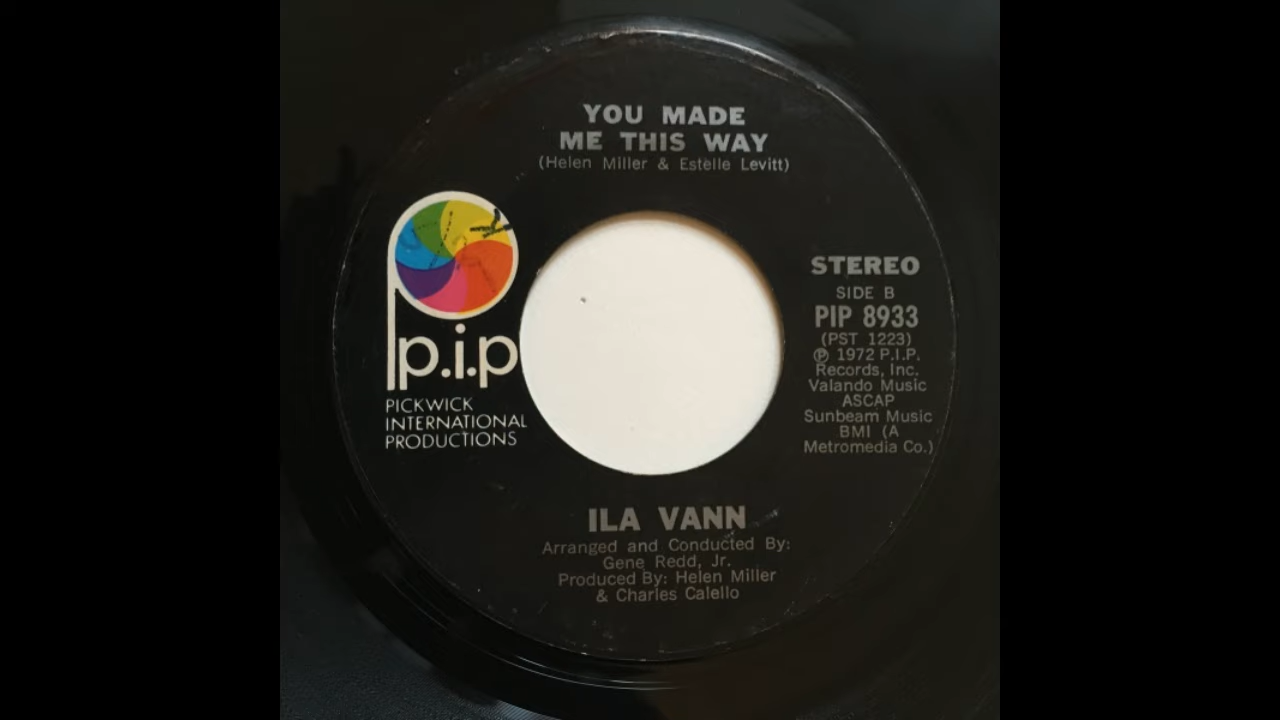 YOU MADE
ME THIS WAY
(Helen Miller & Estelle Levitt)
p.i.p
PICKWICK
INTERNATIONAL
PRODUCTIONS
STEREO
SIDE B
PIP 8933
(PST 1223)
℗ 1972 P.I.P.
Records, Inc.
Valando Music
ASCAP
Sunbeam Music
BMI (A
Metromedia Co.)
ILA VANN
Arranged and Conducted By:
Gene Redd, Jr.
Produced By: Helen Miller
& Charles Calello